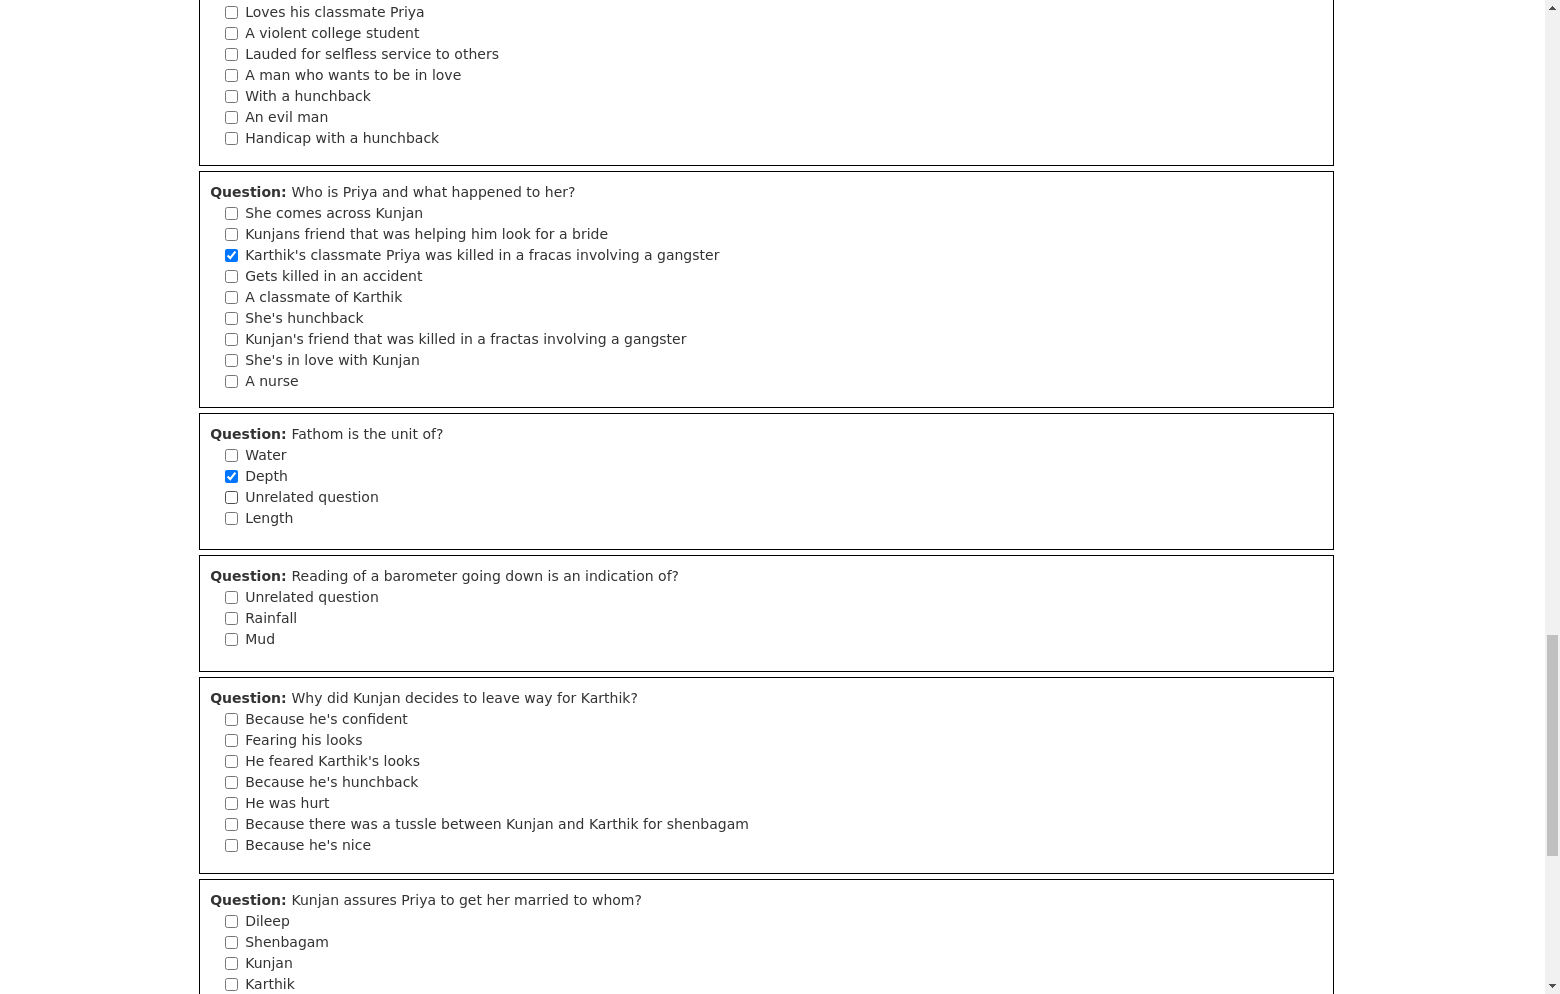 Loves his classmate Priya
A violent college student
Lauded for selfless service to others
A man who wants to be in love
With a hunchback
An evil man
Handicap with a hunchback
Question: Who is Priya and what happened to her?
She comes across Kunjan
Kunjans friend that was helping him look for a bride
Karthik's classmate Priya was killed in a fracas involving a gangster
Gets killed in an accident
A classmate of Karthik
She's hunchback
Kunjan's friend that was killed in a fractas involving a gangster
She's in love with Kunjan
A nurse
Question: Fathom is the unit of?
Water
Depth
Unrelated question
Length
Question: Reading of a barometer going down is an indication of?
Unrelated question
Rainfall
Mud
Question: Why did Kunjan decides to leave way for Karthik?
Because he's confident
Fearing his looks
He feared Karthik's looks
Because he's hunchback
He was hurt
Because there was a tussle between Kunjan and Karthik for shenbagam
Because he's nice
Question: Kunjan assures Priya to get her married to whom?
Dileep
Shenbagam
Kunjan
Karthik